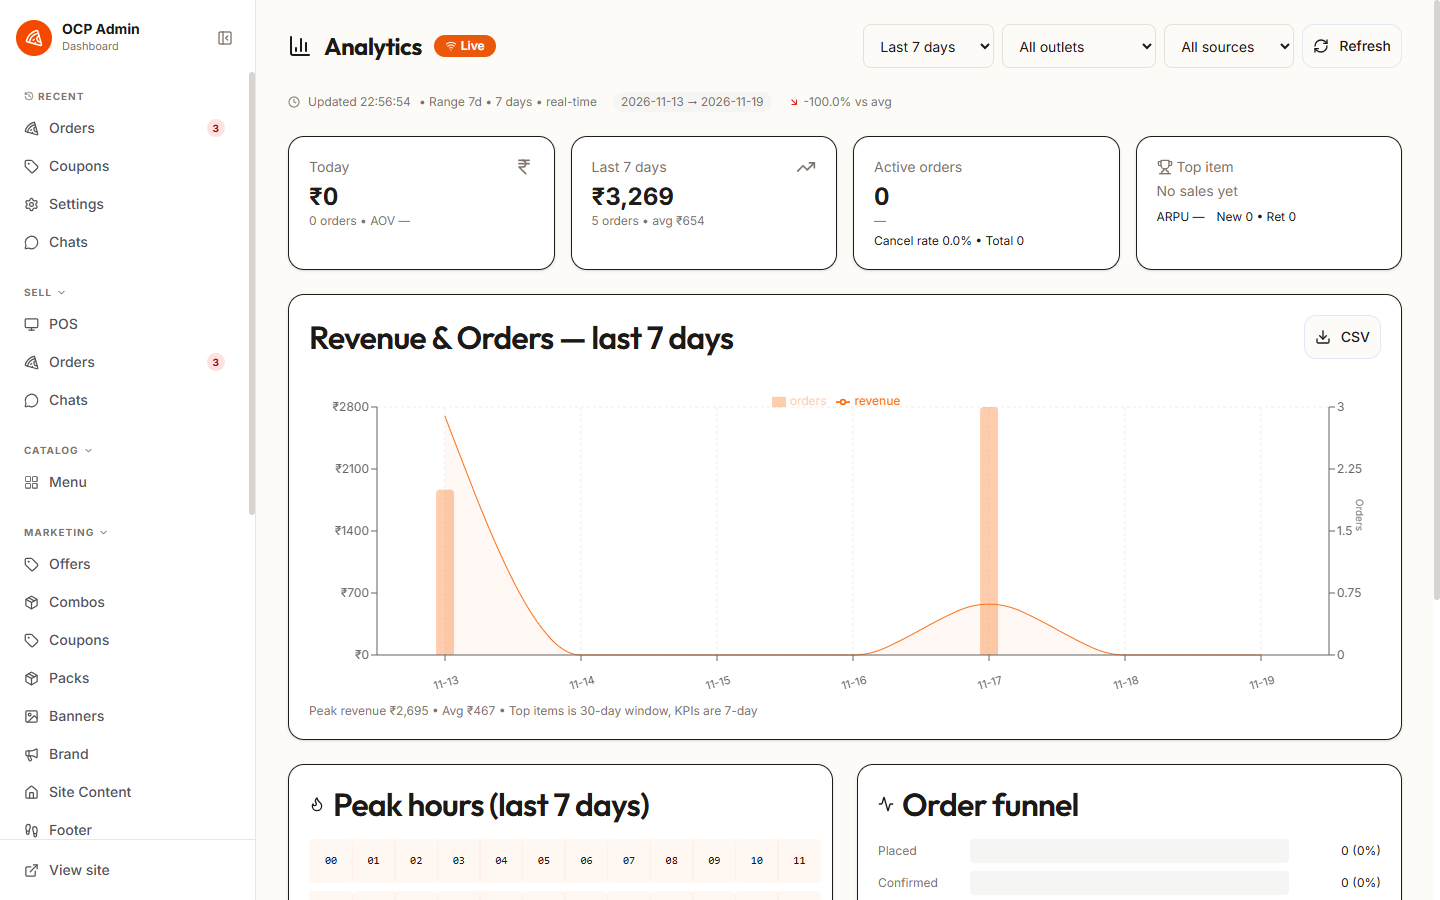 OCP Admin
Dashboard
RECENT
Orders 3
Coupons
Settings
Chats
SELL
POS
Orders 3
Chats
CATALOG
Menu
MARKETING
Offers
Combos
Coupons
Packs
Banners
Brand
Site Content
Footer
View site
Analytics Live Last 7 days All outlets All sources Refresh
Updated 22:56:54 • Range 7d • 7 days • real-time 2026-11-13 → 2026-11-19 -100.0% vs avg
Today ₹
₹0
0 orders • AOV —
Last 7 days
₹3,269
5 orders • avg ₹654
Active orders
0
—
Cancel rate 0.0% • Total 0
Top item
No sales yet
ARPU — New 0 • Ret 0
Revenue & Orders — last 7 days CSV
orders revenue
₹2800 3
₹2100 2.25
₹1400 1.5
₹700 0.75
₹0 0
Orders
11-13 11-14 11-15 11-16 11-17 11-18 11-19
Peak revenue ₹2,695 • Avg ₹467 • Top items is 30-day window, KPIs are 7-day
Peak hours (last 7 days)
00 01 02 03 04 05 06 07 08 09 10 11
Order funnel
Placed 0 (0%)
Confirmed 0 (0%)